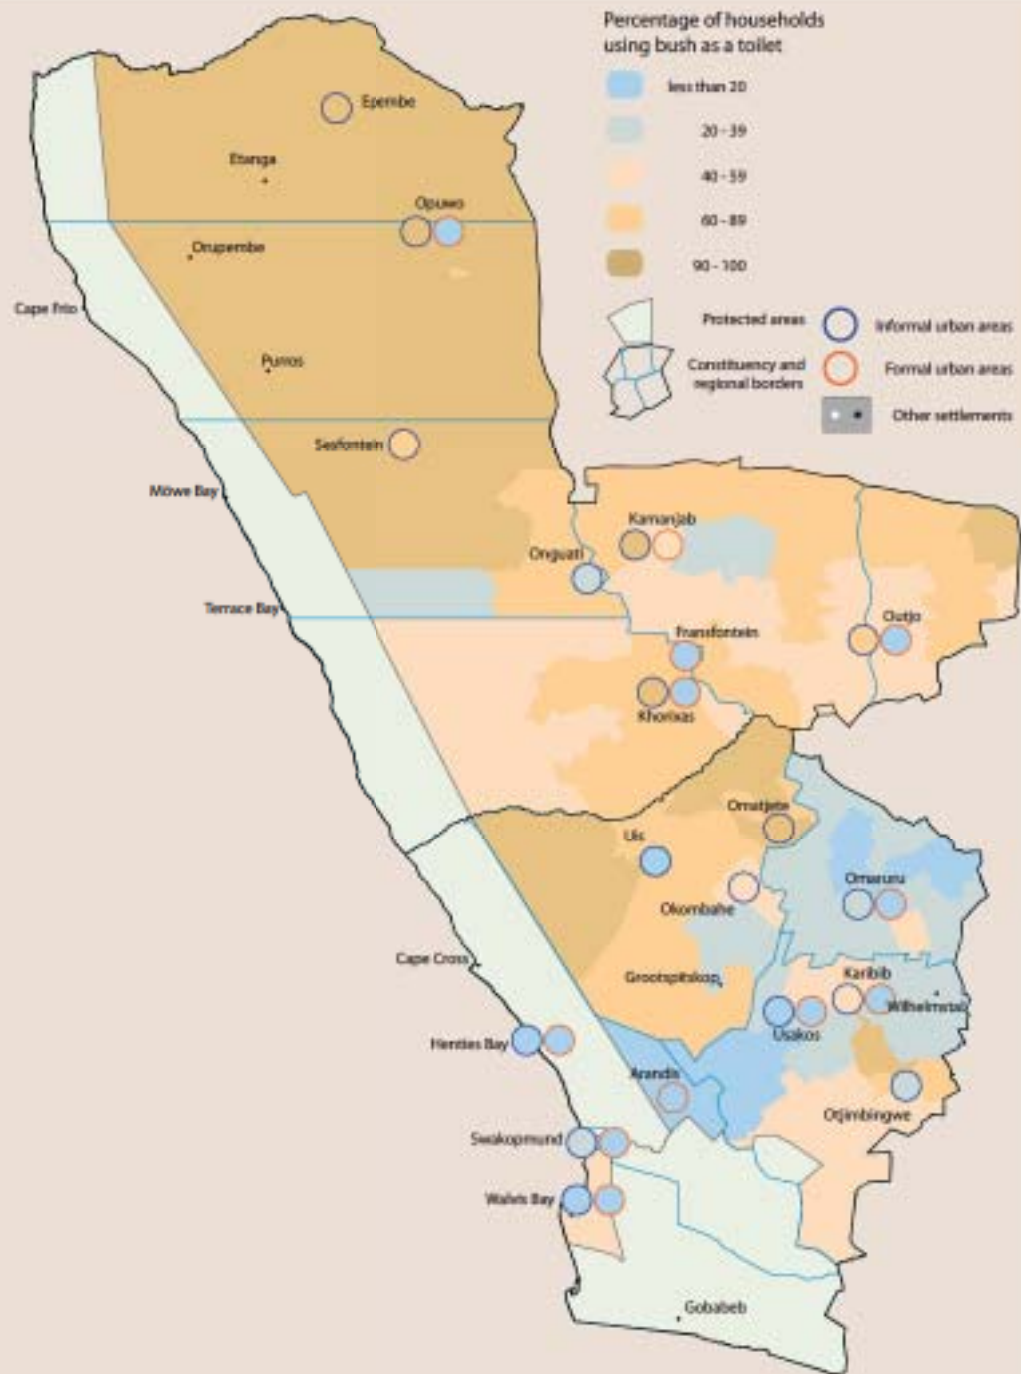 Percentage of households
using bush as a toilet
less than 20
20 - 39
40 - 59
60 - 89
90 - 100
Protected areas
Informal urban areas
Constituency and
regional borders
Formal urban areas
Other settlements
Epembe
Etanga
Opuwo
Orupembe
Cape Frio
Purros
Sesfontein
Möwe Bay
Kamanjab
Onguati
Terrace Bay
Outjo
Fransfontein
Khorixas
Omatjete
Uis
Omaruru
Okombahe
Cape Cross
Grootspitskop
Karibib
Wilhelmstal
Usakos
Henties Bay
Arandis
Otjimbingwe
Swakopmund
Walvis Bay
Gobabeb